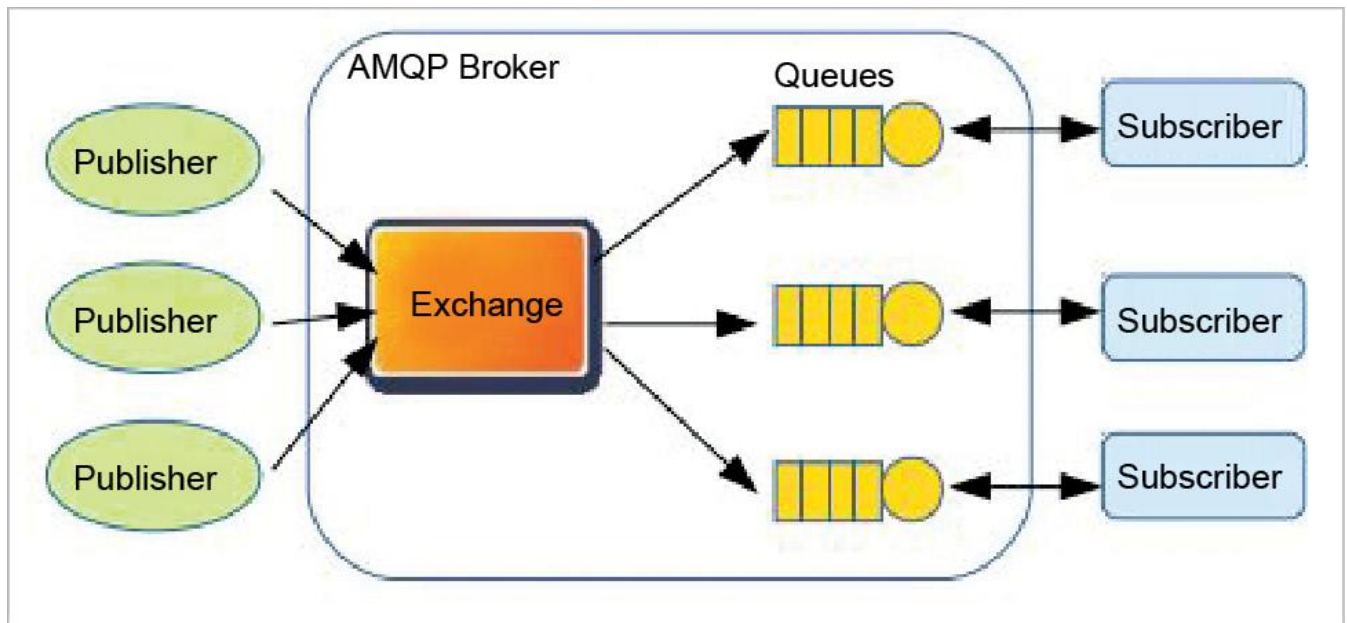 AMQP Broker
Queues
Publisher
Subscriber
Exchange
Publisher
Subscriber
Publisher
Subscriber